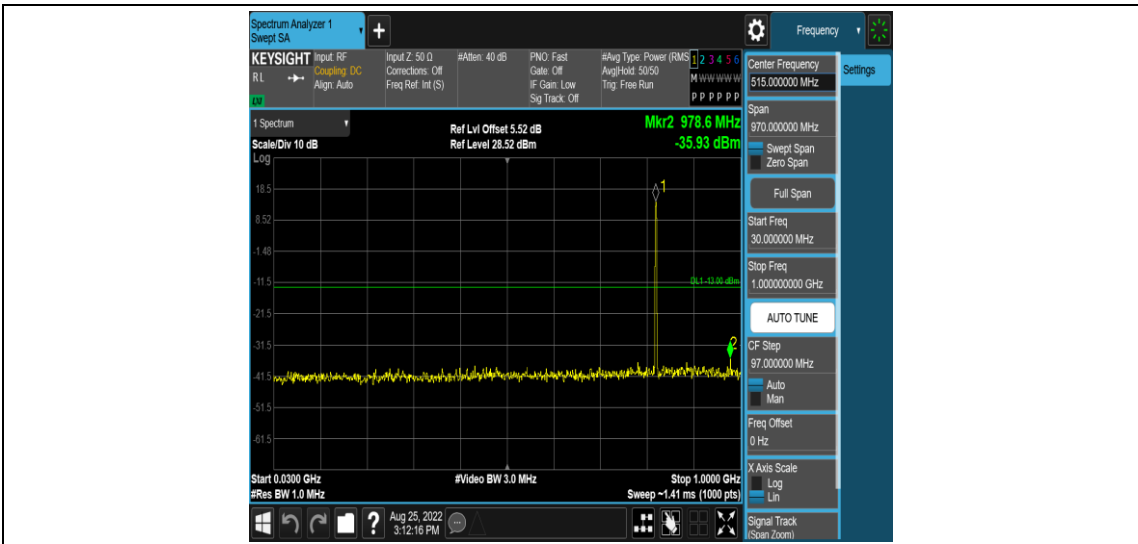 Spectrum Analyzer 1
Swept SA
+
Frequency
KEYSIGHT
RL
LXI
Input: RF
Coupling: DC
Align: Auto
Input Z: 50 Ω
Corrections: Off
Freq Ref: Int (S)
#Atten: 40 dB
PNO: Fast
Gate: Off
IF Gain: Low
Sig Track: Off
#Avg Type: Power (RMS
Avg|Hold: 50/50
Trig: Free Run
1 2 3 4 5 6
M W W W W W
P P P P P P
1 Spectrum
Scale/Div 10 dB
Log
Ref Lvl Offset 5.52 dB
Ref Level 28.52 dBm
Mkr2 978.6 MHz
-35.93 dBm
18.5
8.52
-1.48
-11.5
-21.5
-31.5
-41.5
-51.5
-61.5
1
DL1 -13.00 dBm
2
Start 0.0300 GHz
#Res BW 1.0 MHz
#Video BW 3.0 MHz
Stop 1.0000 GHz
Sweep ~1.41 ms (1000 pts)
?
Aug 25, 2022
3:12:16 PM
Center Frequency
515.000000 MHz
Settings
Span
970.000000 MHz
Swept Span
Zero Span
Full Span
Start Freq
30.000000 MHz
Stop Freq
1.000000000 GHz
AUTO TUNE
CF Step
97.000000 MHz
Auto
Man
Freq Offset
0 Hz
X Axis Scale
Log
Lin
Signal Track
(Span Zoom)